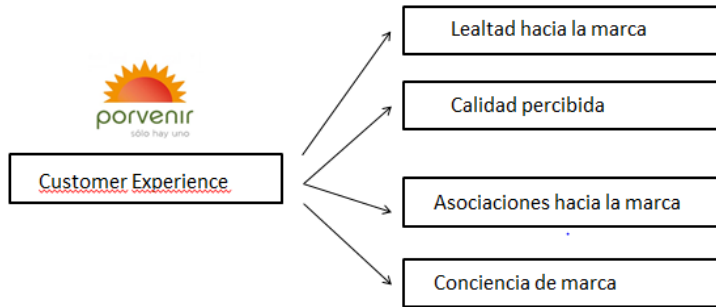 porvenir
sólo hay uno
Customer Experience
Lealtad hacia la marca
Calidad percibida
Asociaciones hacia la marca
Conciencia de marca